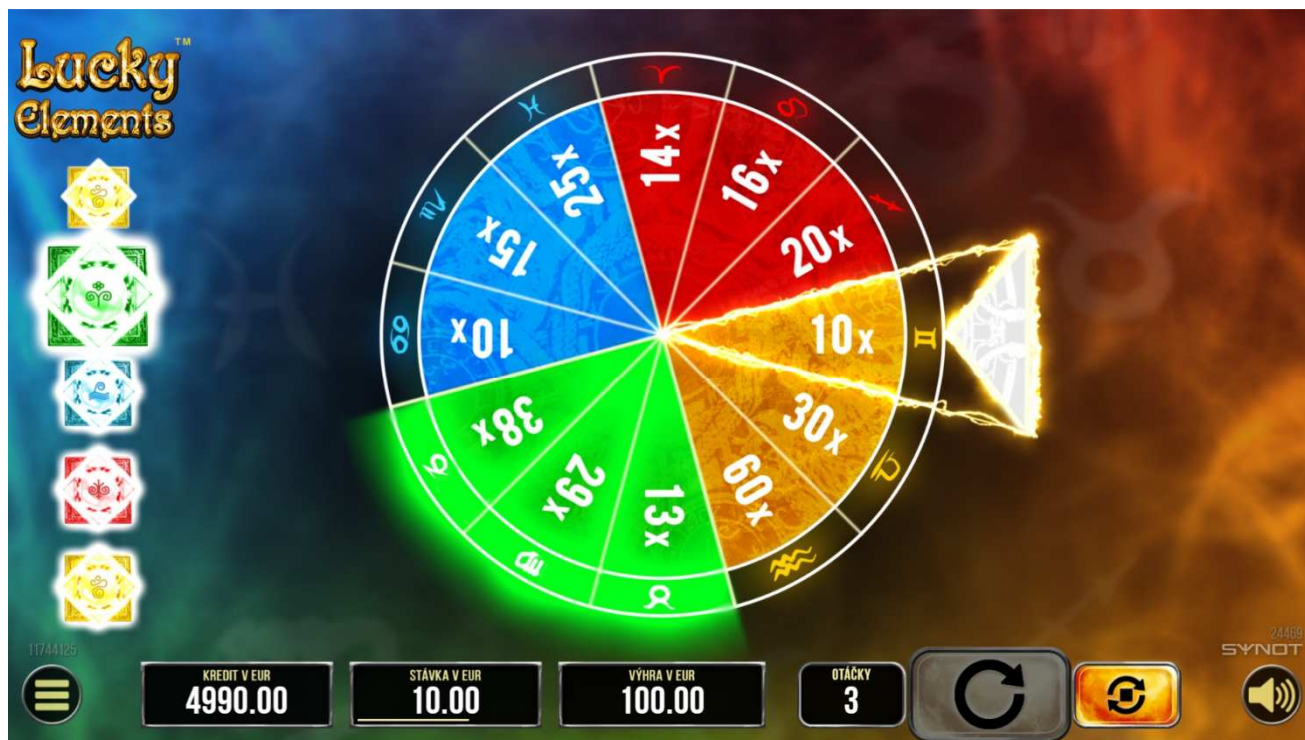 Lucky™
Elements
14x
16x
20x
10x
30x
60x
13x
29x
38x
10x
15x
25x
11744125
24469
SYNOT
KREDIT V EUR
4990.00
STÁVKA V EUR
10.00
VÝHRA V EUR
100.00
OTÁČKY
3